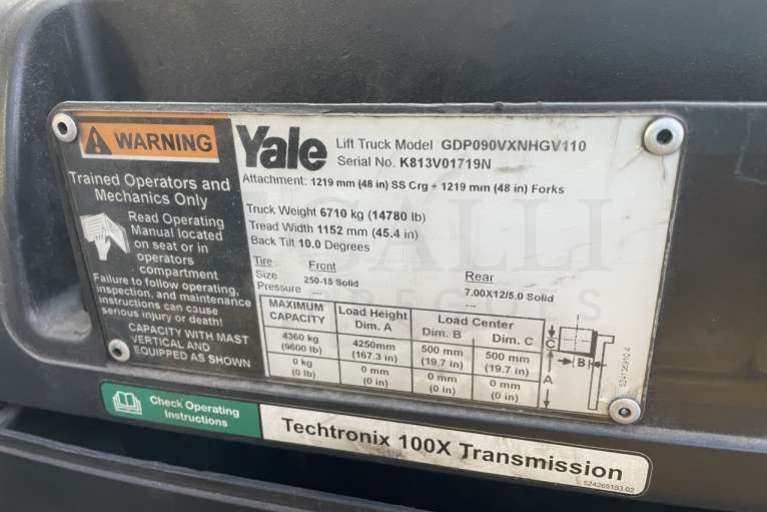 WARNING
Trained Operators and
Mechanics Only
Read Operating
Manual located
on seat or in
operators
compartment
Failure to follow operating,
inspection, and maintenance
instructions can cause
serious injury or death!
CAPACITY WITH MAST
VERTICAL AND
EQUIPPED AS SHOWN
Yale
Lift Truck Model GDP090VXNHGV110
Serial No. K813V01719N
Attachment: 1219 mm (48 in) SS Crg + 1219 mm (48 in) Forks
Truck Weight 6710 kg (14780 lb)
Tread Width 1152 mm (45.4 in)
Back Tilt 10.0 Degrees
Tire Front Rear
Size 250-15 Solid 7.00X12/5.0 Solid
Pressure ---
MAXIMUM CAPACITY Load Height Dim. A Load Center Dim. B Dim. C
4360 kg (9600 lb) 4250mm (167.3 in) 500 mm (19.7 in) 500 mm (19.7 in)
0 kg (0 lb) 0 mm (0 in) 0 mm (0 in) 0 mm (0 in)
C
B
A
Check Operating
Instructions
Techtronix 100X Transmission